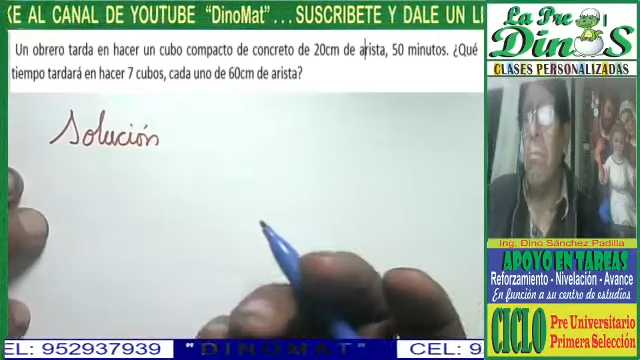 KE AL CANAL DE YOUTUBE “DinoMat”. . . SUSCRIBETE Y DALE UN LI
La Pre
Dino
CLASES PERSONALIZADAS
Un obrero tarda en hacer un cubo compacto de concreto de 20cm de arista, 50 minutos. ¿Qué
tiempo tardará en hacer 7 cubos, cada uno de 60cm de arista?
Solución
Ing. Dino Sánchez Padilla
APOYO EN TAREAS
Reforzamiento - Nivelación - Avance
En función a su centro de estudios
CICLO Pre Universitario
Primera Selección
EL: 952937939 "DINOMAT" CEL: 9